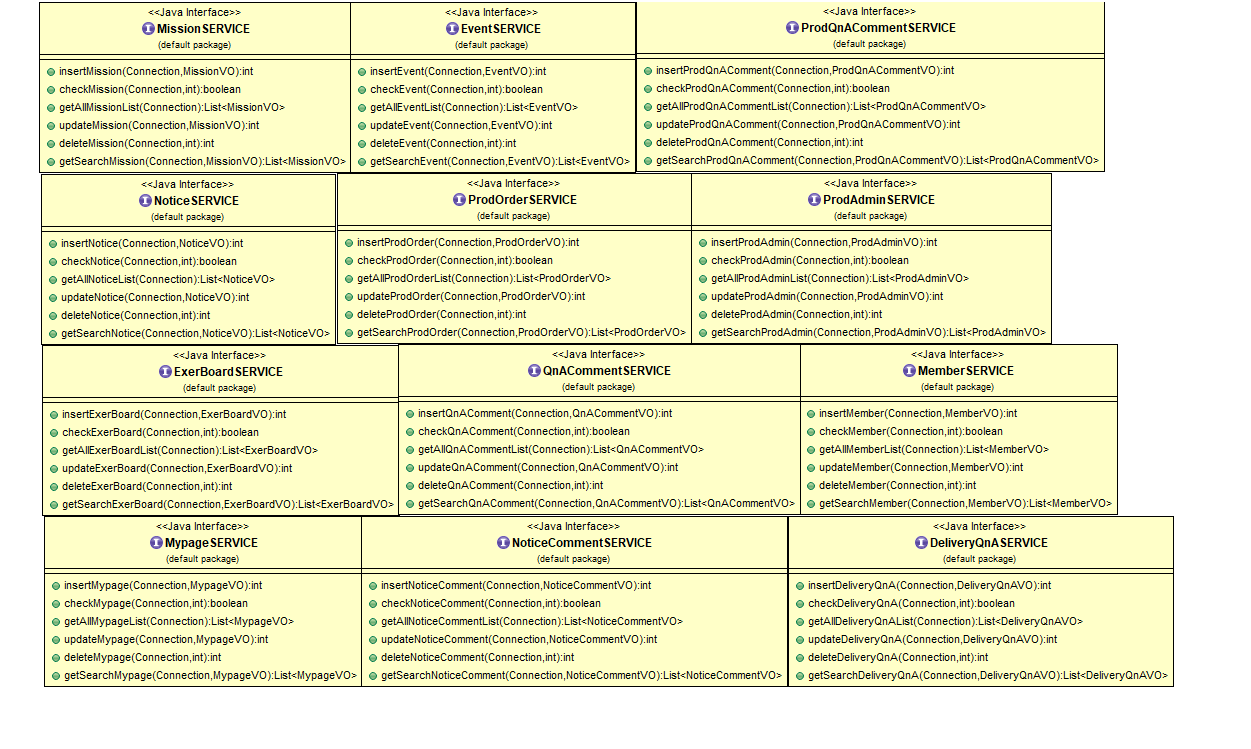 <<Java Interface>>
MissionSERVICE
(default package)
insertMission(Connection,MissionVO):int
checkMission(Connection,int):boolean
getAllMissionList(Connection):List<MissionVO>
updateMission(Connection,MissionVO):int
deleteMission(Connection,int):int
getSearchMission(Connection,MissionVO):List<MissionVO>
<<Java Interface>>
EventSERVICE
(default package)
insertEvent(Connection,EventVO):int
checkEvent(Connection,int):boolean
getAllEventList(Connection):List<EventVO>
updateEvent(Connection,EventVO):int
deleteEvent(Connection,int):int
getSearchEvent(Connection,EventVO):List<EventVO>
<<Java Interface>>
ProdQnACommentSERVICE
(default package)
insertProdQnAComment(Connection,ProdQnACommentVO):int
checkProdQnAComment(Connection,int):boolean
getAllProdQnACommentList(Connection):List<ProdQnACommentVO>
updateProdQnAComment(Connection,ProdQnACommentVO):int
deleteProdQnAComment(Connection,int):int
getSearchProdQnAComment(Connection,ProdQnACommentVO):List<ProdQnACommentVO>
<<Java Interface>>
NoticeSERVICE
(default package)
insertNotice(Connection,NoticeVO):int
checkNotice(Connection,int):boolean
getAllNoticeList(Connection):List<NoticeVO>
updateNotice(Connection,NoticeVO):int
deleteNotice(Connection,int):int
getSearchNotice(Connection,NoticeVO):List<NoticeVO>
<<Java Interface>>
ProdOrderSERVICE
(default package)
insertProdOrder(Connection,ProdOrderVO):int
checkProdOrder(Connection,int):boolean
getAllProdOrderList(Connection):List<ProdOrderVO>
updateProdOrder(Connection,ProdOrderVO):int
deleteProdOrder(Connection,int):int
getSearchProdOrder(Connection,ProdOrderVO):List<ProdOrderVO>
<<Java Interface>>
ProdAdminSERVICE
(default package)
insertProdAdmin(Connection,ProdAdminVO):int
checkProdAdmin(Connection,int):boolean
getAllProdAdminList(Connection):List<ProdAdminVO>
updateProdAdmin(Connection,ProdAdminVO):int
deleteProdAdmin(Connection,int):int
getSearchProdAdmin(Connection,ProdAdminVO):List<ProdAdminVO>
<<Java Interface>>
ExerBoardSERVICE
(default package)
insertExerBoard(Connection,ExerBoardVO):int
checkExerBoard(Connection,int):boolean
getAllExerBoardList(Connection):List<ExerBoardVO>
updateExerBoard(Connection,ExerBoardVO):int
deleteExerBoard(Connection,int):int
getSearchExerBoard(Connection,ExerBoardVO):List<ExerBoardVO>
<<Java Interface>>
QnACommentSERVICE
(default package)
insertQnAComment(Connection,QnACommentVO):int
checkQnAComment(Connection,int):boolean
getAllQnACommentList(Connection):List<QnACommentVO>
updateQnAComment(Connection,QnACommentVO):int
deleteQnAComment(Connection,int):int
getSearchQnAComment(Connection,QnACommentVO):List<QnACommentVO>
<<Java Interface>>
MemberSERVICE
(default package)
insertMember(Connection,MemberVO):int
checkMember(Connection,int):boolean
getAllMemberList(Connection):List<MemberVO>
updateMember(Connection,MemberVO):int
deleteMember(Connection,int):int
getSearchMember(Connection,MemberVO):List<MemberVO>
<<Java Interface>>
MypageSERVICE
(default package)
insertMypage(Connection,MypageVO):int
checkMypage(Connection,int):boolean
getAllMypageList(Connection):List<MypageVO>
updateMypage(Connection,MypageVO):int
deleteMypage(Connection,int):int
getSearchMypage(Connection,MypageVO):List<MypageVO>
<<Java Interface>>
NoticeCommentSERVICE
(default package)
insertNoticeComment(Connection,NoticeCommentVO):int
checkNoticeComment(Connection,int):boolean
getAllNoticeCommentList(Connection):List<NoticeCommentVO>
updateNoticeComment(Connection,NoticeCommentVO):int
deleteNoticeComment(Connection,int):int
getSearchNoticeComment(Connection,NoticeCommentVO):List<NoticeCommentVO>
<<Java Interface>>
DeliveryQnASERVICE
(default package)
insertDeliveryQnA(Connection,DeliveryQnAVO):int
checkDeliveryQnA(Connection,int):boolean
getAllDeliveryQnAList(Connection):List<DeliveryQnAVO>
updateDeliveryQnA(Connection,DeliveryQnAVO):int
deleteDeliveryQnA(Connection,int):int
getSearchDeliveryQnA(Connection,DeliveryQnAVO):List<DeliveryQnAVO>